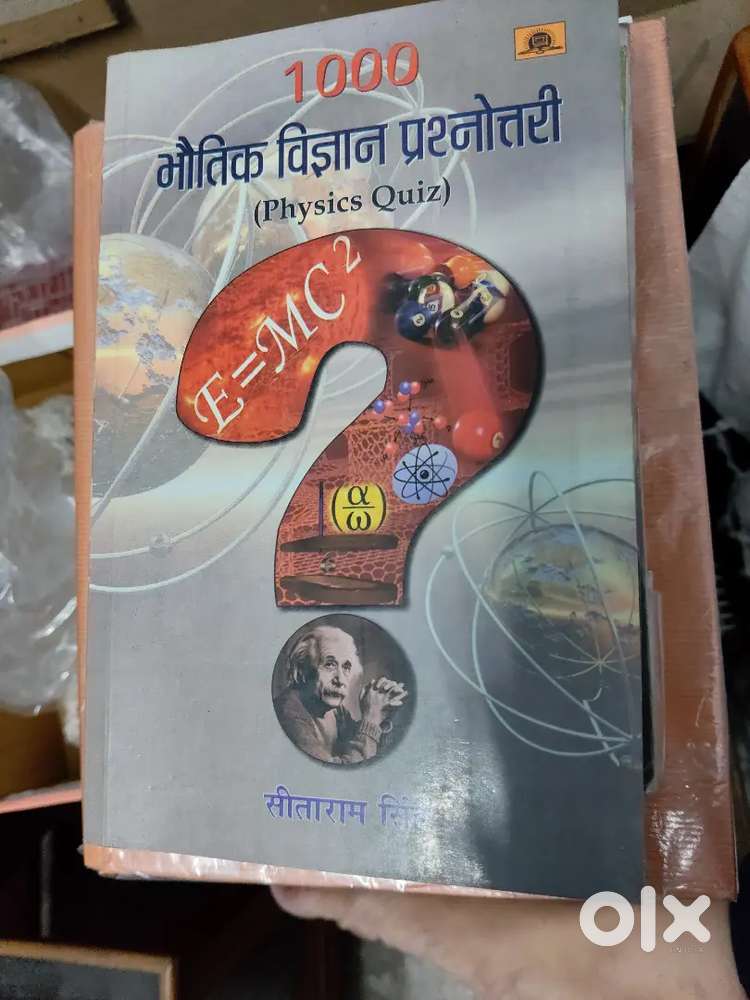 1000
भौतिक विज्ञान प्रश्नोत्तरी
(Physics Quiz)
E=MC²
(α/ω)
सीताराम सिंह
olx